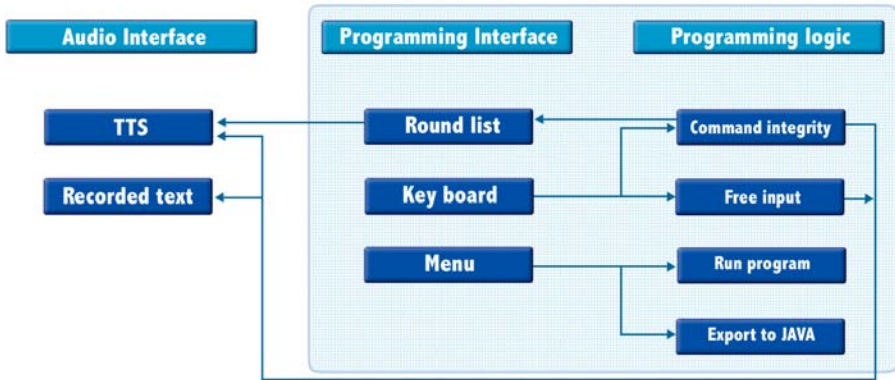 Audio Interface
Programming Interface
Programming logic
TTS
Round list
Command integrity
Recorded text
Key board
Free input
Menu
Run program
Export to JAVA